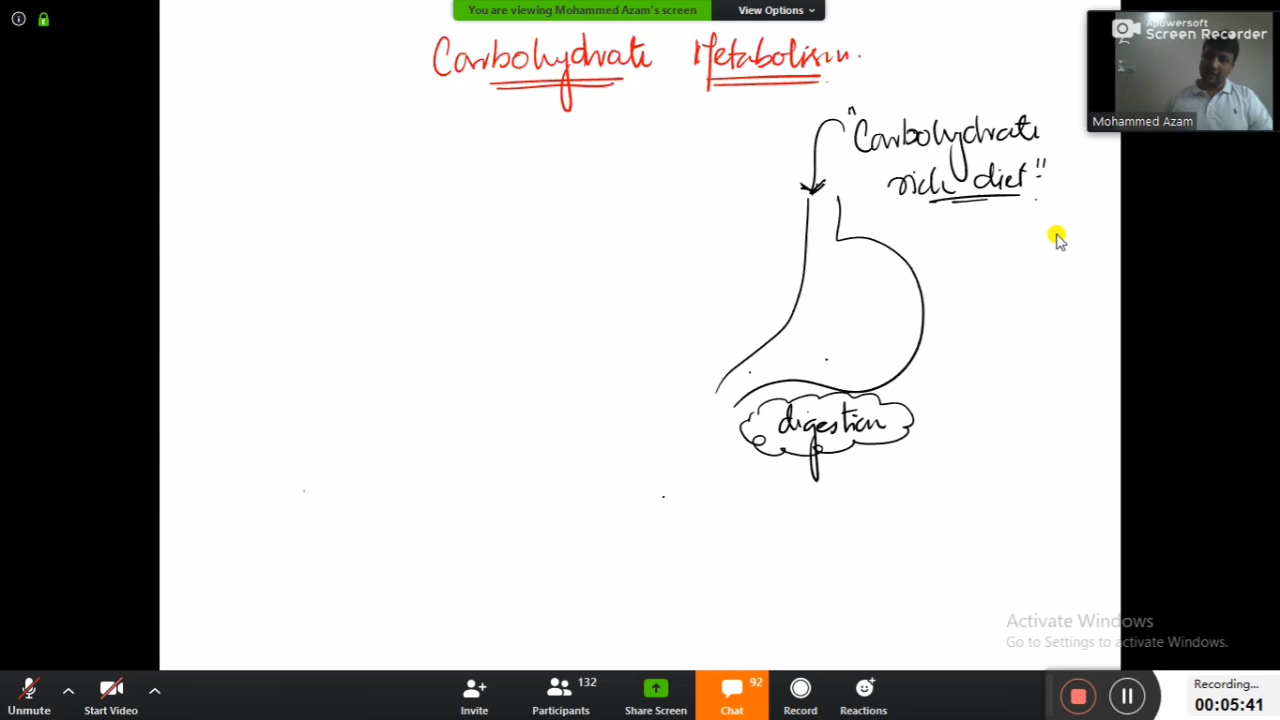 You are viewing Mohammed Azam's screen
View Options
Carbohydrate Metabolism.
"Carbohydrate
rich diet"
digestion
Apowersoft
Screen Recorder
Mohammed Azam
Activate Windows
Go to Settings to activate Windows.
Unmute
Start Video
Invite
Participants 132
Share Screen
Chat 92
Record
Reactions
Recording...
00:05:41